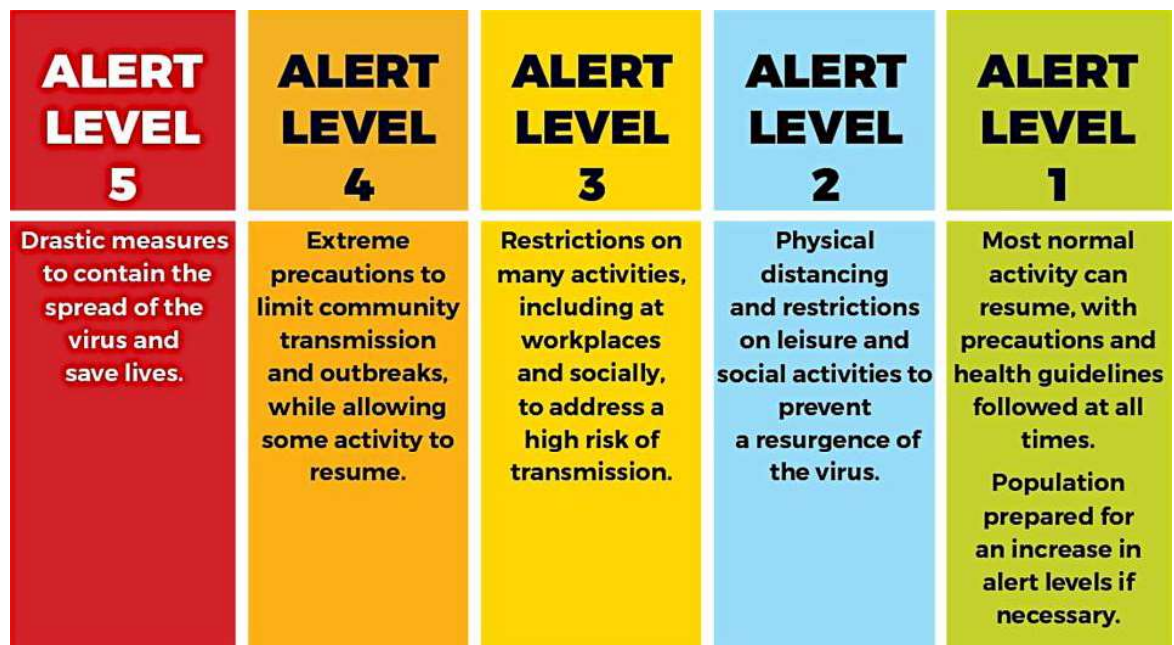 ALERT
LEVEL
5
Drastic measures
to contain the
spread of the
virus and
save lives.
ALERT
LEVEL
4
Extreme
precautions to
limit community
transmission
and outbreaks,
while allowing
some activity to
resume.
ALERT
LEVEL
3
Restrictions on
many activities,
including at
workplaces
and socially,
to address a
high risk of
transmission.
ALERT
LEVEL
2
Physical
distancing
and restrictions
on leisure and
social activities to
prevent
a resurgence of
the virus.
ALERT
LEVEL
1
Most normal
activity can
resume, with
precautions and
health guidelines
followed at all
times.
Population
prepared for
an increase in
alert levels if
necessary.